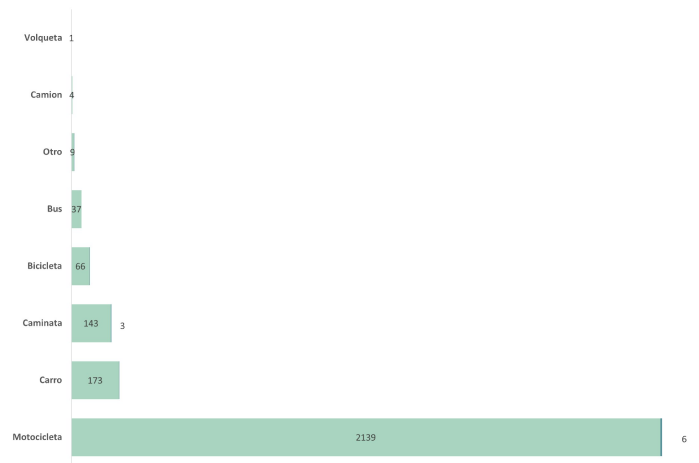 Volqueta 1
Camion 4
Otro 9
Bus 37
Bicicleta 66
Caminata 143 3
Carro 173
Motocicleta 2139 6